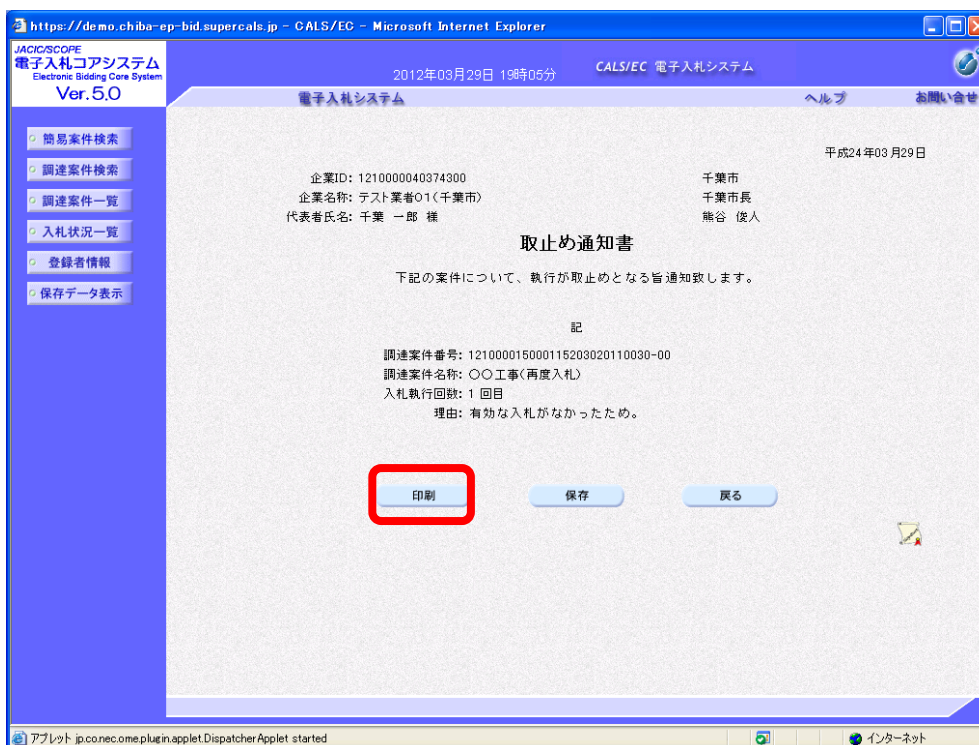 https://demo.chiba-ep-bid.supercals.jp - CALS/EC - Microsoft Internet Explorer
JACIC/SCOPE
電子入札コアシステム
Electronic Bidding Core System
Ver.5.0
2012年03月29日 19時05分
CALS/EC 電子入札システム
電子入札システム
ヘルプ
お問い合せ
簡易案件検索
調達案件検索
調達案件一覧
入札状況一覧
登録者情報
保存データ表示
平成24年03月29日
企業ID: 1210000040374300
千葉市
企業名称: テスト業者01(千葉市)
千葉市長
代表者氏名: 千葉 一郎 様
熊谷 俊人
取止め通知書
下記の案件について、執行が取止めとなる旨通知致します。
記
調達案件番号: 1210000150001152030201100​30-00
調達案件名称: 〇〇工事(再度入札)
入札執行回数: 1 回目
理由: 有効な入札がなかったため。
印刷
保存
戻る
アプレット jp.co.nec.ome.plugin.applet.DispatcherApplet started
インターネット